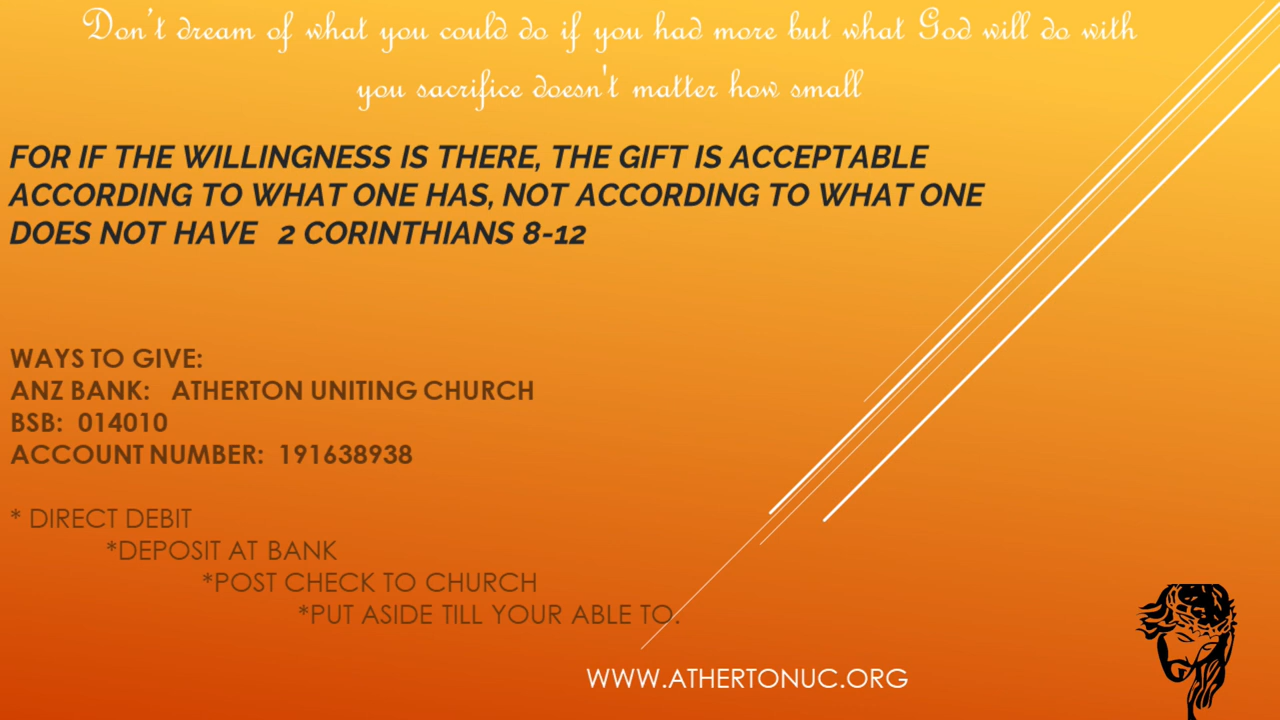 Don't dream of what you could do if you had more but what God will do with
you sacrifice doesn't matter how small
FOR IF THE WILLINGNESS IS THERE, THE GIFT IS ACCEPTABLE
ACCORDING TO WHAT ONE HAS, NOT ACCORDING TO WHAT ONE
DOES NOT HAVE 2 CORINTHIANS 8-12
WAYS TO GIVE:
ANZ BANK: ATHERTON UNITING CHURCH
BSB: 014010
ACCOUNT NUMBER: 191638938
* DIRECT DEBIT
*DEPOSIT AT BANK
*POST CHECK TO CHURCH
*PUT ASIDE TILL YOUR ABLE TO.
WWW.ATHERTONUC.ORG